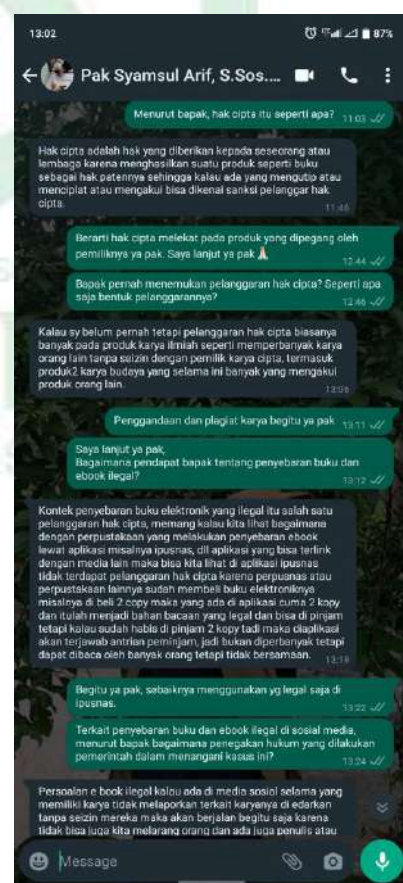 13:02
87%
Pak Syamsul Arif, S.Sos....
Menurut bapak, hak cipta itu seperti apa? 11:03
Hak cipta adalah hak yang diberikan kepada seseorang atau
lembaga karena menghasilkan suatu produk seperti buku
sebagai hak patennya sehingga kalau ada yang mengutip atau
menciplat atau mengakui bisa dikenai sanksi pelanggar hak
cipta.
11:46
Berarti hak cipta melekat pada produk yang dipegang oleh
pemiliknya ya pak. Saya lanjut ya pak 🙏
12:44
Bapak pernah menemukan pelanggaran hak cipta? Seperti apa
saja bentuk pelanggarannya?
12:46
Kalau sy belum pernah tetapi pelanggaran hak cipta biasanya
banyak pada produk karya ilmiah seperti memperbanyak karya
orang lain tanpa seizin dengan pemilik karya cipta, termasuk
produk2 karya budaya yang selama ini banyak yang mengakui
produk orang lain.
12:56
Penggandaan dan plagiat karya begitu ya pak 13:11
Saya lanjut ya pak,
Bagaimana pendapat bapak tentang penyebaran buku dan
ebook ilegal?
13:12
Kontek penyebaran buku elektronik yang ilegal itu salah satu
pelanggaran hak cipta, memang kalau kita lihat bagaimana
dengan perpustakaan yang melakukan penyebaran ebook
lewat aplikasi misalnya ipusnas, dll aplikasi yang bisa terlink
dengan media lain maka bisa kita lihat di aplikasi ipusnas
tidak terdapat pelanggaran hak cipta karena perpusnas atau
perpustakaan lainnya sudah membeli buku elektroniknya
misalnya di beli 2 copy maka yang ada di aplikasi cuma 2 kopy
dan itulah menjadi bahan bacaan yang legal dan bisa di pinjam
tetapi kalau sudah habis di pinjam 2 kopy tadi maka diaplikasi
akan terjawab antrian peminjam, jadi bukan diperbanyak tetapi
dapat dibaca oleh banyak orang tetapi tidak bersamaan.
13:19
Begitu ya pak, sebaiknya menggunakan yg legal saja di
ipusnas.
13:22
Terkait penyebaran buku dan ebook ilegal di sosial media,
menurut bapak bagaimana penegakan hukum yang dilakukan
pemerintah dalam menangani kasus ini?
13:24
Persoalan e book ilegal kalau ada di media sosial selama yang
memiliki karya tidak melaporkan terkait karyanya di edarkan
tanpa seizin mereka maka akan berjalan begitu saja karena
tidak bisa juga kita melarang orang dan ada juga penulis atau
Message